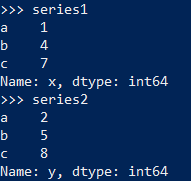 >>> series1
a    1
b    4
c    7
Name: x, dtype: int64
>>> series2
a    2
b    5
c    8
Name: y, dtype: int64